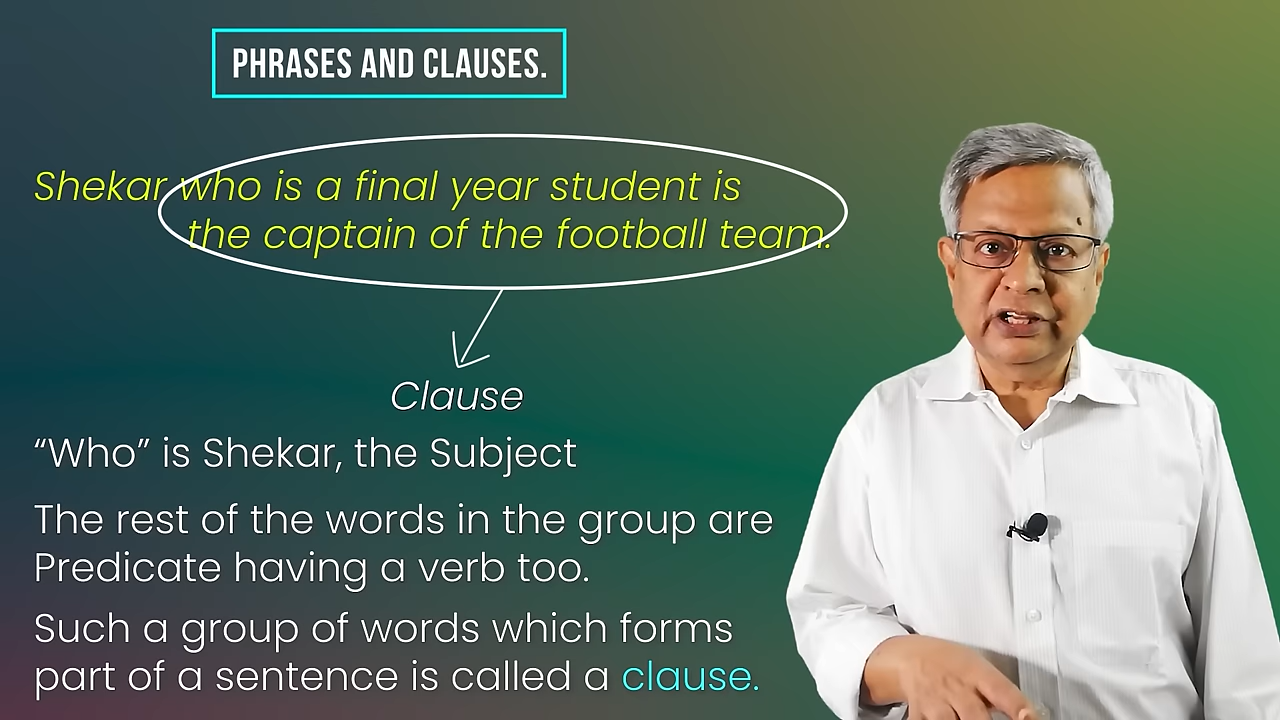 PHRASES AND CLAUSES.
Shekar who is a final year student is
the captain of the football team.
Clause
“Who” is Shekar, the Subject
The rest of the words in the group are
Predicate having a verb too.
Such a group of words which forms
part of a sentence is called a clause.